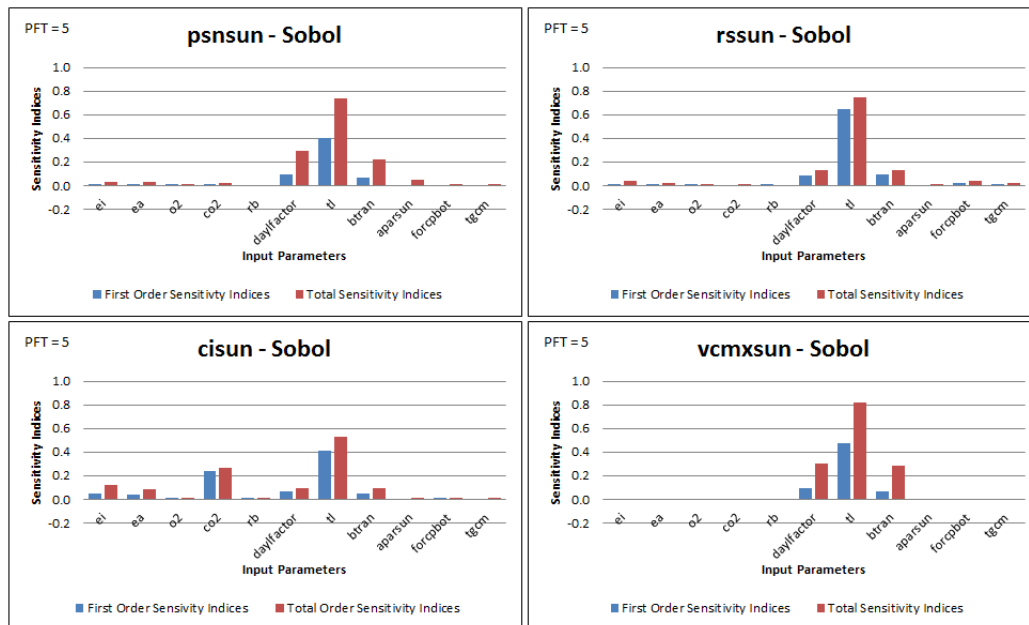 PFT = 5
psnsun - Sobol
Sensitivity Indices
1.0
0.8
0.6
0.4
0.2
0.0
-0.2
ei
ea
o2
co2
rb
daylfactor
tl
btran
aparsun
forcpbot
tgcm
Input Parameters
First Order Sensitivty Indices
Total Sensitivity Indices
PFT = 5
rssun - Sobol
Sensitivity Indices
1.0
0.8
0.6
0.4
0.2
0.0
-0.2
ei
ea
o2
co2
rb
daylfactor
tl
btran
aparsun
forcpbot
tgcm
Input Parameters
First Order Sensitivty Indices
Total Sensitivity Indices
PFT = 5
cisun - Sobol
Sensitivity Indices
1.0
0.8
0.6
0.4
0.2
0.0
-0.2
ei
ea
o2
co2
rb
daylfactor
tl
btran
aparsun
forcpbot
tgcm
Input Parameters
First Order Sensivity Indices
Total Order Sensitivity Indices
PFT = 5
vcmxsun - Sobol
Sensitivity Indices
1.0
0.8
0.6
0.4
0.2
0.0
-0.2
ei
ea
o2
co2
rb
daylfactor
tl
btran
aparsun
forcpbot
tgcm
Input Parameters
First Order Sensitivity Indices
Total Sensitivity Indices